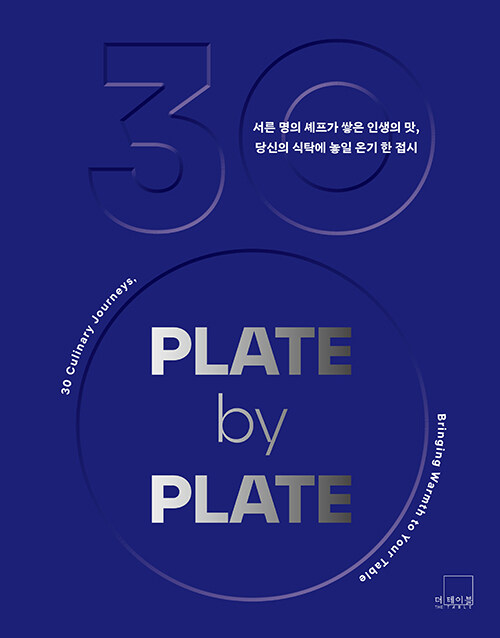 30
서른 명의 셰프가 쌓은 인생의 맛,
당신의 식탁에 놓일 온기 한 접시
30 Culinary Journeys,
PLATE
by
PLATE
Bringing Warmth to Your Table
더 테이블
THE TABLE